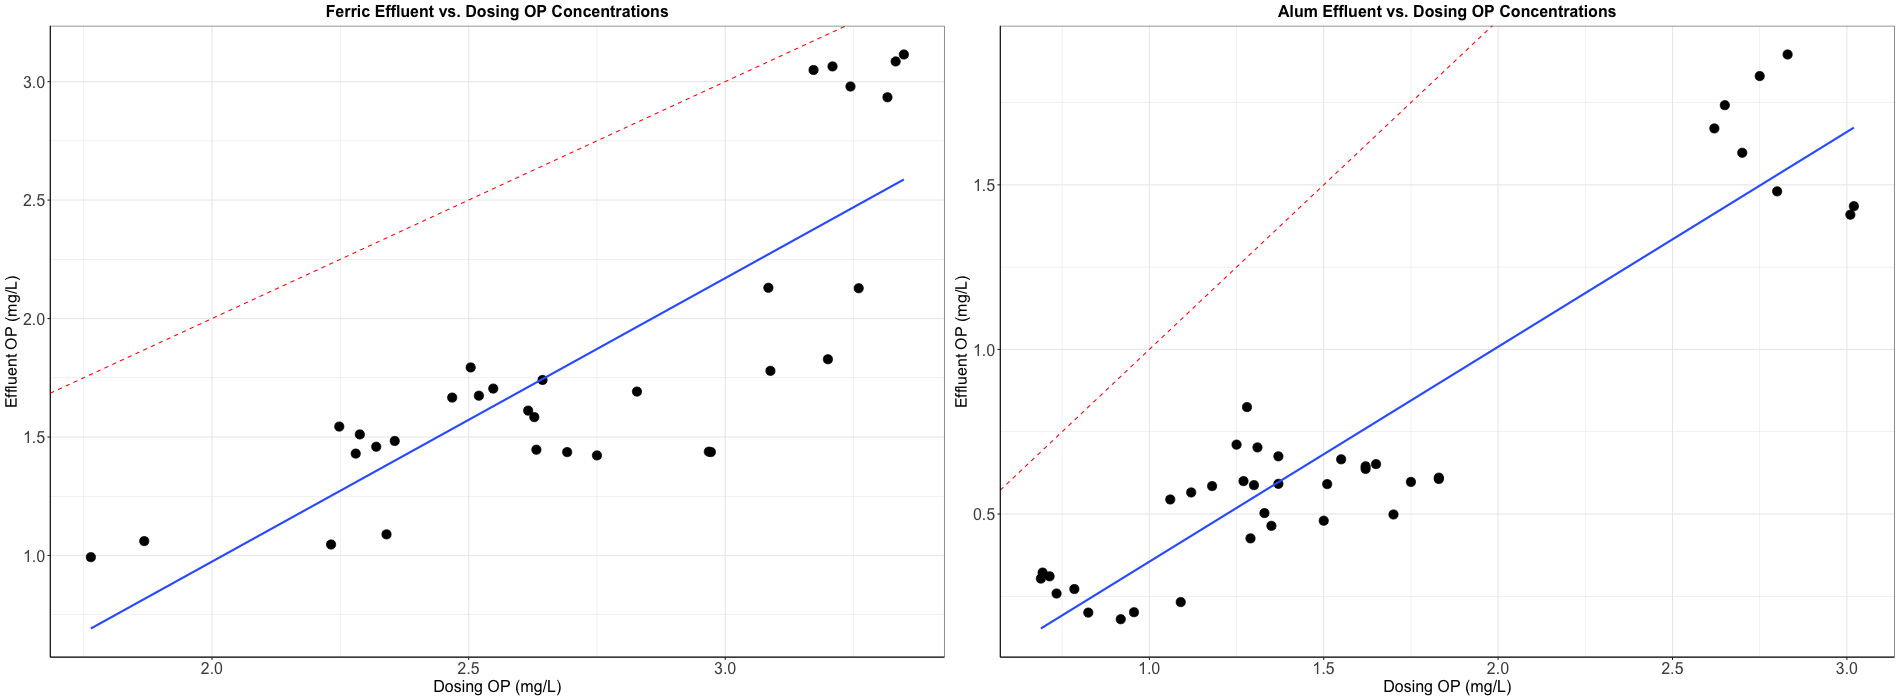 Ferric Effluent vs. Dosing OP Concentrations
Effluent OP (mg/L)
3.0
2.5
2.0
1.5
1.0
2.0 2.5 3.0
Dosing OP (mg/L)
Alum Effluent vs. Dosing OP Concentrations
Effluent OP (mg/L)
1.5
1.0
0.5
1.0 1.5 2.0 2.5 3.0
Dosing OP (mg/L)